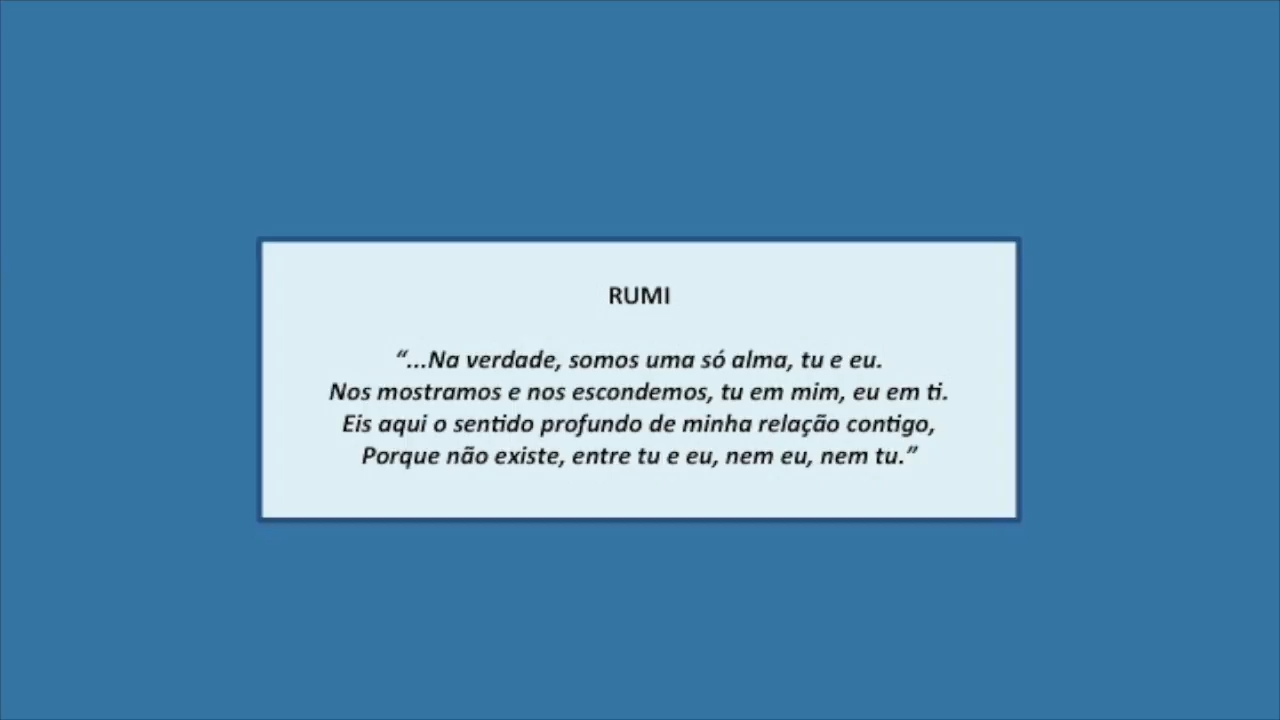 RUMI
“...Na verdade, somos uma só alma, tu e eu.
Nos mostramos e nos escondemos, tu em mim, eu em ti.
Eis aqui o sentido profundo de minha relação contigo,
Porque não existe, entre tu e eu, nem eu, nem tu.”